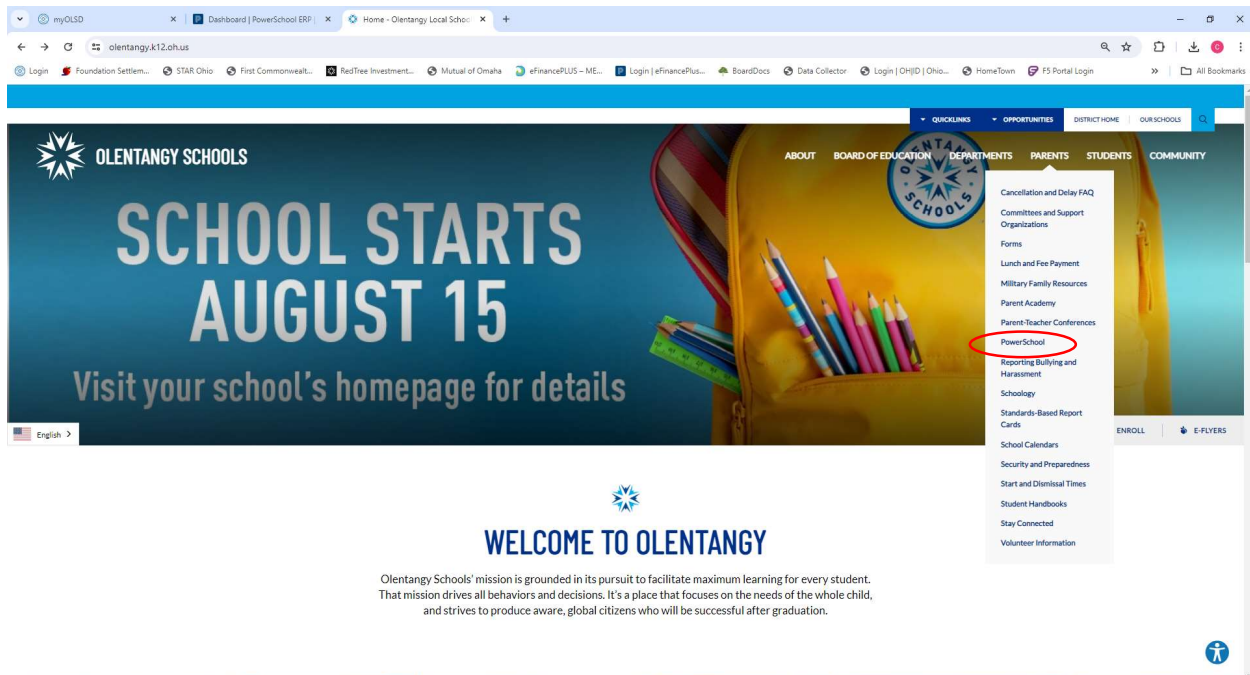 myOLSD
Dashboard | PowerSchool ERP |
Home - Olentangy Local School
olentangy.k12.oh.us
Login
Foundation Settlem...
STAR Ohio
First Commonwealt...
RedTree Investment...
Mutual of Omaha
eFinancePLUS – ME...
Login | eFinancePlus...
BoardDocs
Data Collector
Login | OH|ID | Ohio...
HomeTown
F5 Portal Login
All Bookmarks
QUICKLINKS
OPPORTUNITIES
DISTRICT HOME
OUR SCHOOLS
OLENTANGY SCHOOLS
ABOUT
BOARD OF EDUCATION
DEPARTMENTS
PARENTS
STUDENTS
COMMUNITY
OLENTANGY
SCHOOLS
SCHOOL STARTS
AUGUST 15
Visit your school's homepage for details
Cancellation and Delay FAQ
Committees and Support
Organizations
Forms
Lunch and Fee Payment
Military Family Resources
Parent Academy
Parent-Teacher Conferences
PowerSchool
Reporting Bullying and
Harassment
Schoology
Standards-Based Report
Cards
School Calendars
Security and Preparedness
Start and Dismissal Times
Student Handbooks
Stay Connected
Volunteer Information
English
ENROLL
E-FLYERS
WELCOME TO OLENTANGY
Olentangy Schools' mission is grounded in its pursuit to facilitate maximum learning for every student.
That mission drives all behaviors and decisions. It's a place that focuses on the needs of the whole child,
and strives to produce aware, global citizens who will be successful after graduation.